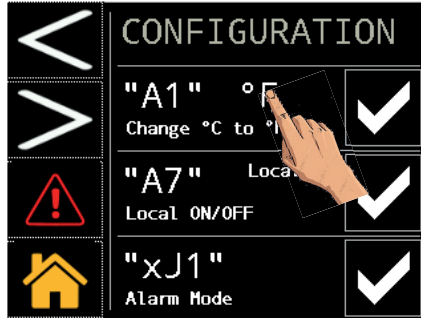 CONFIGURATION
"A1" °F
Change °C to
"A7"
Local ON/OFF
"xJ1"
Alarm Mode